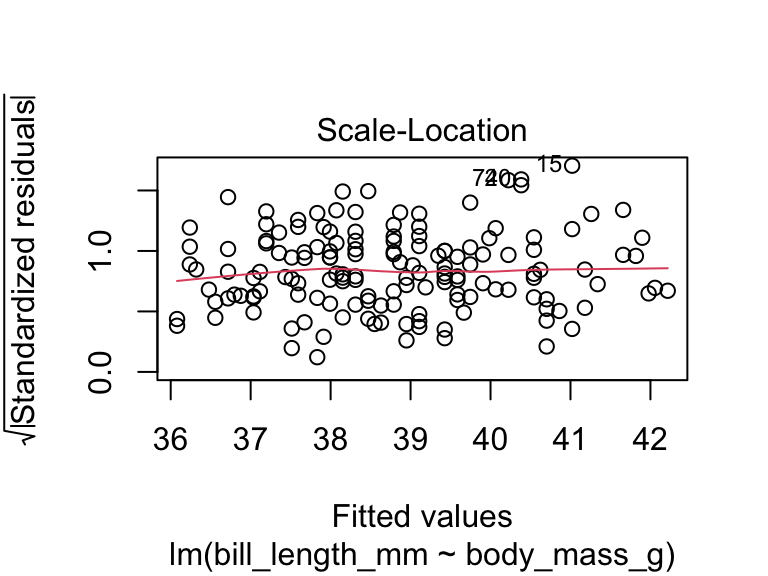 Scale-Location
√|Standardized residuals|
15
1.0
0.0
36 37 38 39 40 41 42
Fitted values
lm(bill_length_mm ~ body_mass_g)